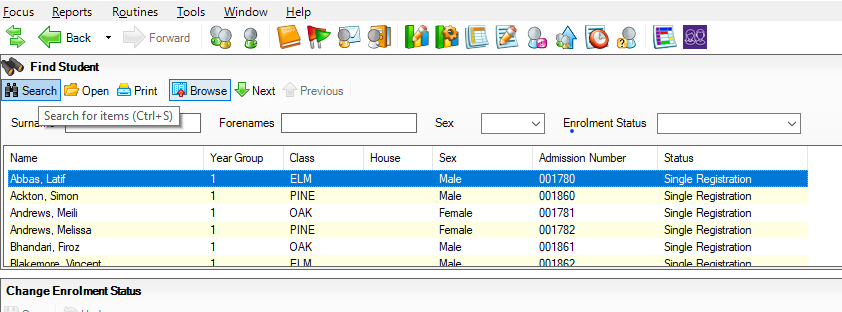 Focus Reports Routines Tools Window Help
Back Forward
Find Student
Search Open Print Browse Next Previous
Search for items (Ctrl+S)
Surname Forenames Sex Enrolment Status
Name Year Group Class House Sex Admission Number Status
Abbas, Latif 1 ELM Male 001780 Single Registration
Ackton, Simon 1 PINE Male 001860 Single Registration
Andrews, Meili 1 OAK Female 001781 Single Registration
Andrews, Melissa 1 PINE Female 001782 Single Registration
Bhandari, Firoz 1 OAK Male 001861 Single Registration
Blakemore, Vincent 1 ELM Male 001862 Single Registration
Change Enrolment Status